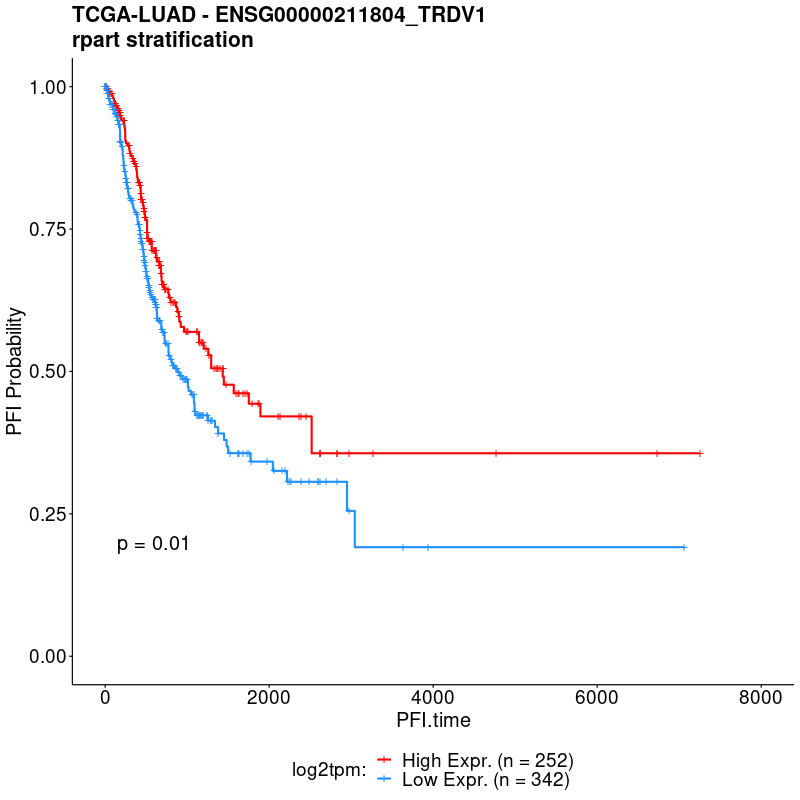 TCGA-LUAD - ENSG00000211804_TRDV1
rpart stratification
1.00
0.75
0.50
0.25
0.00
PFI Probability
p = 0.01
0 2000 4000 6000 8000
PFI.time
log2tpm:
High Expr. (n = 252)
Low Expr. (n = 342)